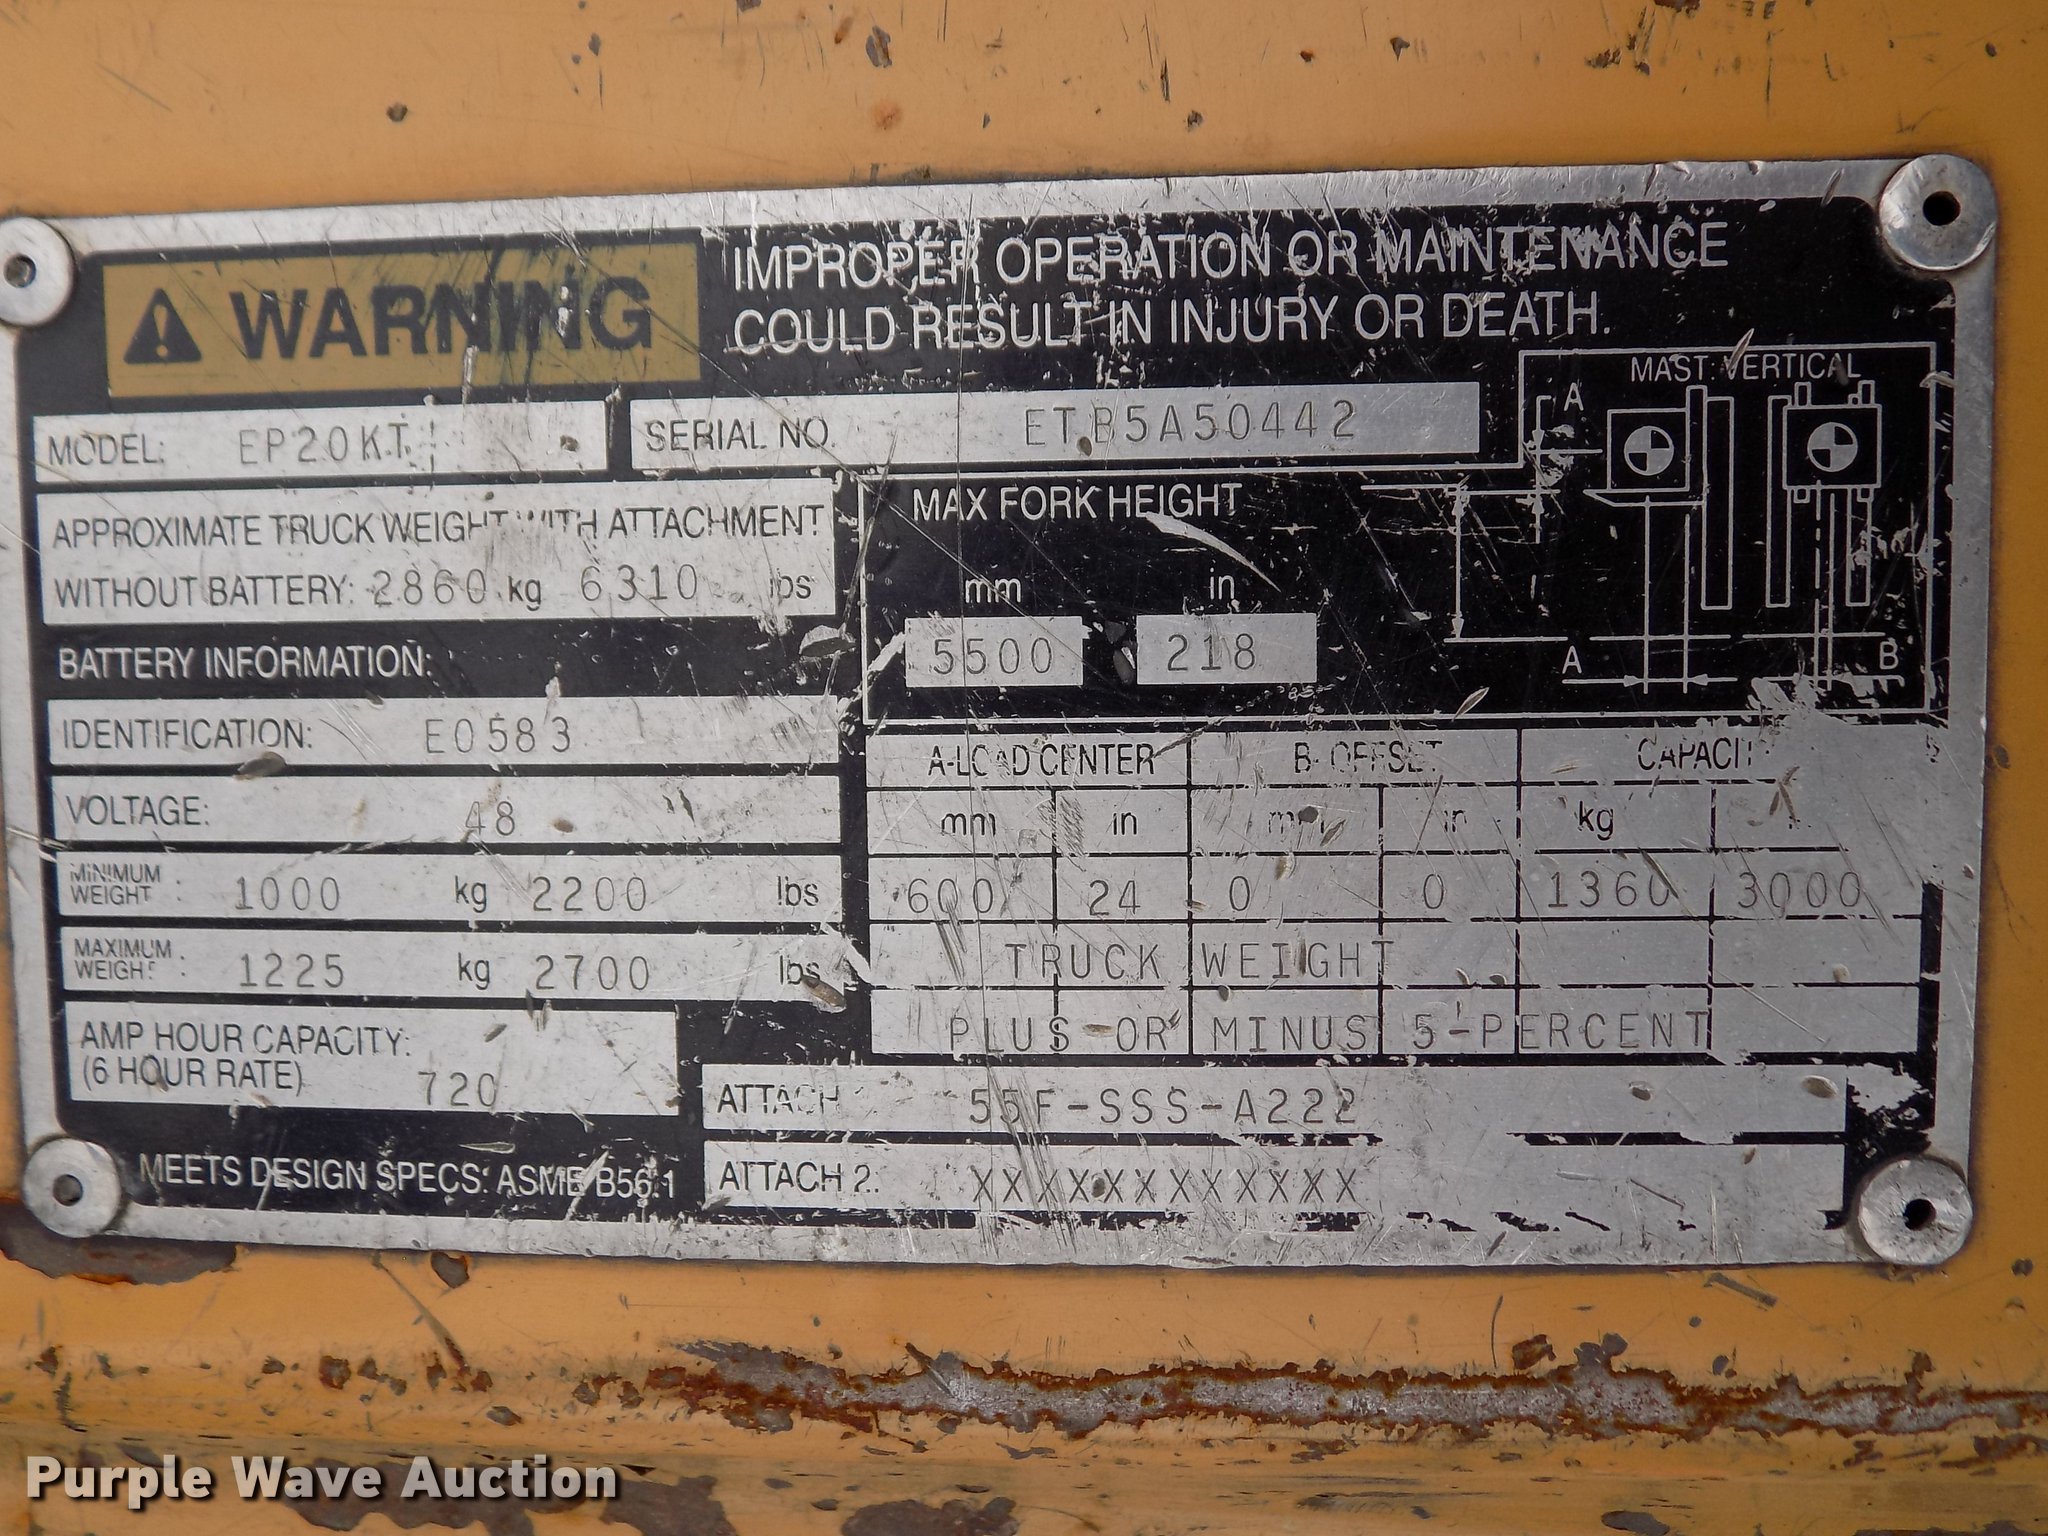 WARNING
IMPROPER OPERATION OR MAINTENANCE
COULD RESULT IN INJURY OR DEATH.
MODEL: EP20KT
SERIAL NO. ETB5A50442
MAST: VERTICAL
A
APPROXIMATE TRUCK WEIGHT WITH ATTACHMENT
WITHOUT BATTERY: 2860 kg 6310 lbs
MAX FORK HEIGHT
mm in
5500 218
A B
BATTERY INFORMATION:
IDENTIFICATION: E0583
VOLTAGE: 48
MINIMUM
WEIGHT : 1000 kg 2200 lbs
MAXIMUM
WEIGHT : 1225 kg 2700 lbs
AMP HOUR CAPACITY:
(6 HOUR RATE) 720
A-LOAD CENTER B- OFFSET CAPACITY
mm in mm in kg
600 24 0 0 1360 3000
TRUCK WEIGHT
PLUS OR MINUS 5-PERCENT
ATTACH 55F-SSS-A222
ATTACH 2: XXXXXXXXXXXXX
MEETS DESIGN SPECS: ASME B56.1
Purple Wave Auction